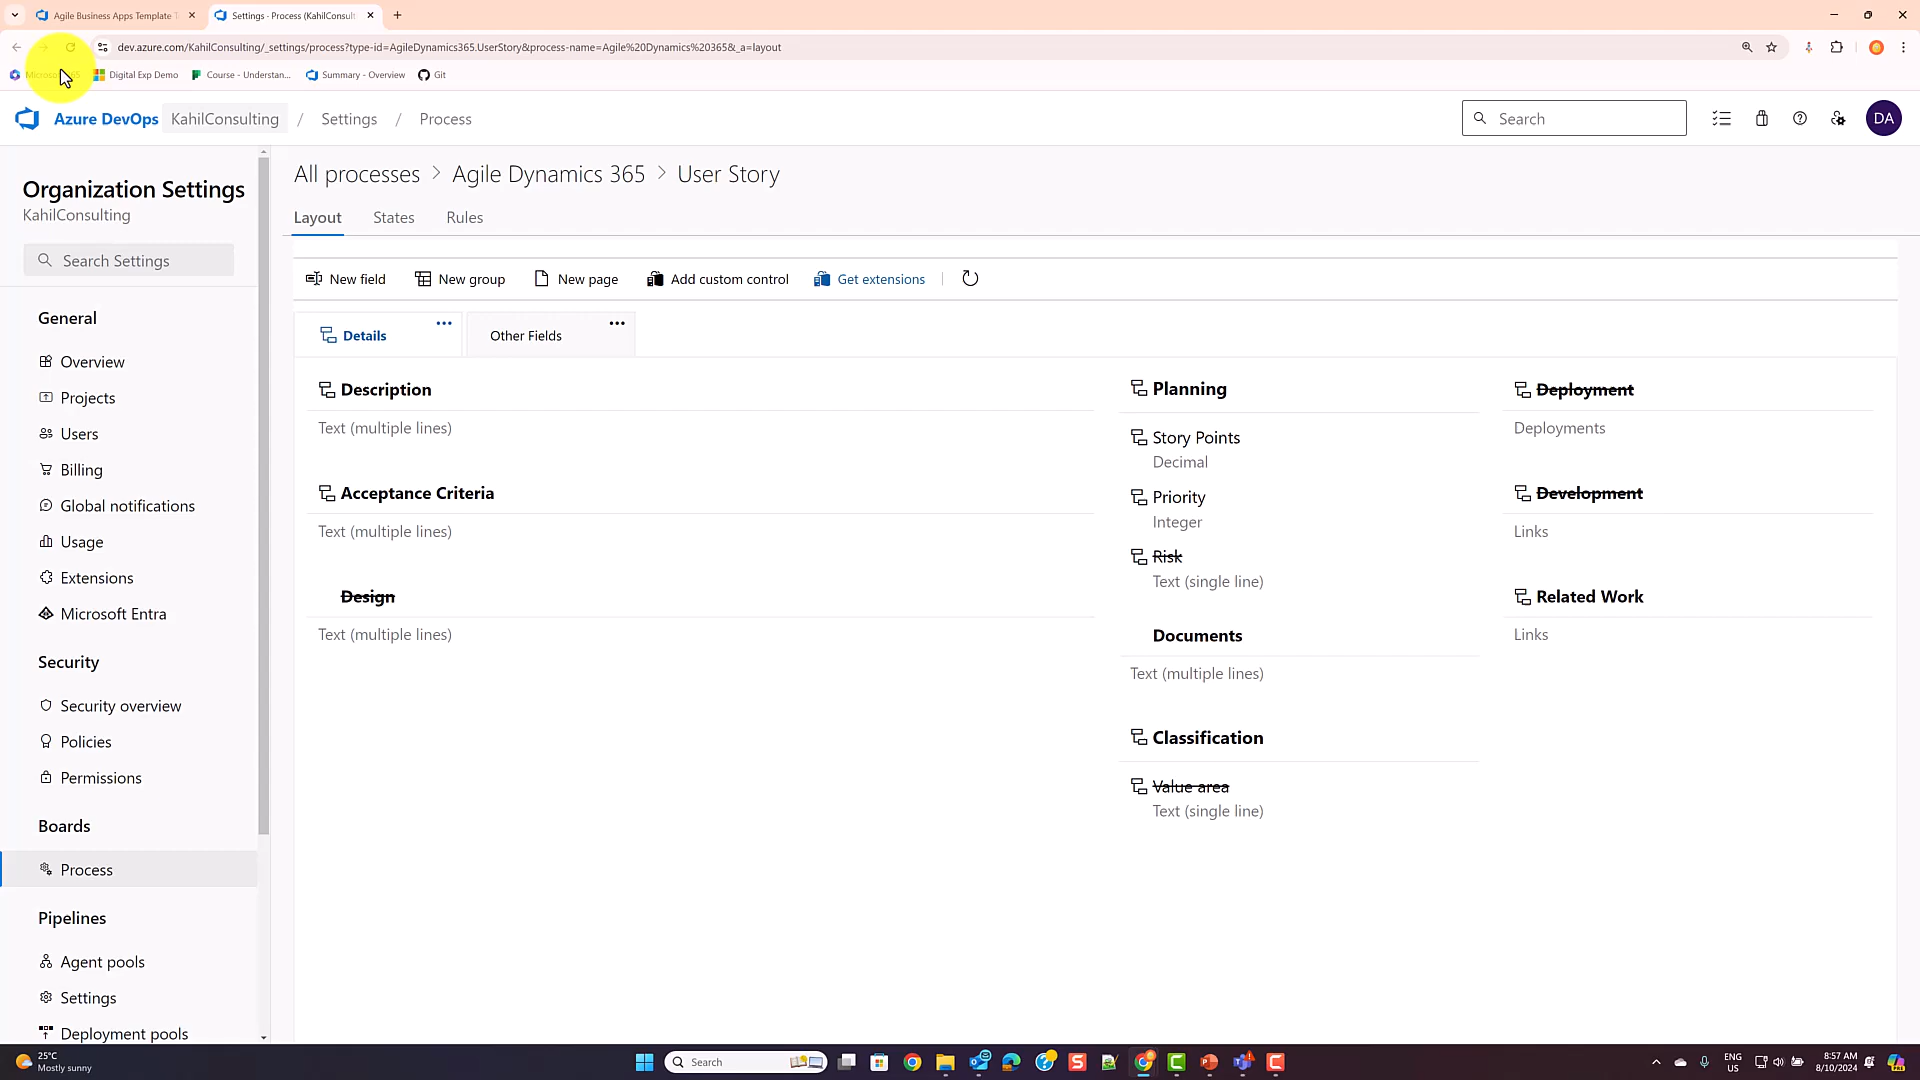 Agile Business Apps Template T
Settings - Process (KahilConsult
dev.azure.com/KahilConsulting/_settings/process?type-id=AgileDynamics365.UserStory&process-name=Agile%20Dynamics%20365&_a=layout
Digital Exp Demo
Course - Understan...
Summary - Overview
Git
Azure DevOps
KahilConsulting
/
Settings
/
Process
Search
DA
Organization Settings
KahilConsulting
Search Settings
General
Overview
Projects
Users
Billing
Global notifications
Usage
Extensions
Microsoft Entra
Security
Security overview
Policies
Permissions
Boards
Process
Pipelines
Agent pools
Settings
Deployment pools
All processes > Agile Dynamics 365 > User Story
Layout
States
Rules
New field
New group
New page
Add custom control
Get extensions
Details
Other Fields
Description
Text (multiple lines)
Acceptance Criteria
Text (multiple lines)
Design
Text (multiple lines)
Planning
Story Points
Decimal
Priority
Integer
Risk
Text (single line)
Documents
Text (multiple lines)
Classification
Value area
Text (single line)
Deployment
Deployments
Development
Links
Related Work
Links
25°C
Mostly sunny
Search
ENG
US
8:57 AM
8/10/2024